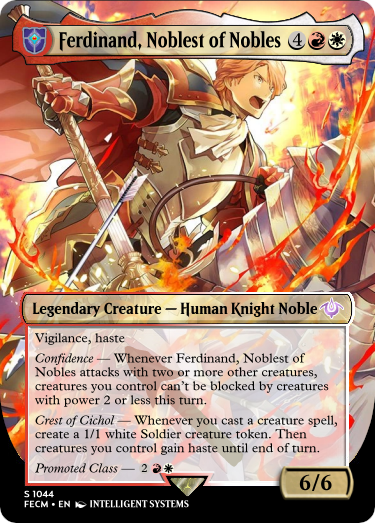 Ferdinand, Noblest of Nobles 4
Legendary Creature — Human Knight Noble
Vigilance, haste
Confidence — Whenever Ferdinand, Noblest of
Nobles attacks with two or more other creatures,
creatures you control can't be blocked by creatures
with power 2 or less this turn.
Crest of Cichol — Whenever you cast a creature spell,
create a 1/1 white Soldier creature token. Then
creatures you control gain haste until end of turn.
Promoted Class — 2
6/6
S 1044
FECM • EN INTELLIGENT SYSTEMS